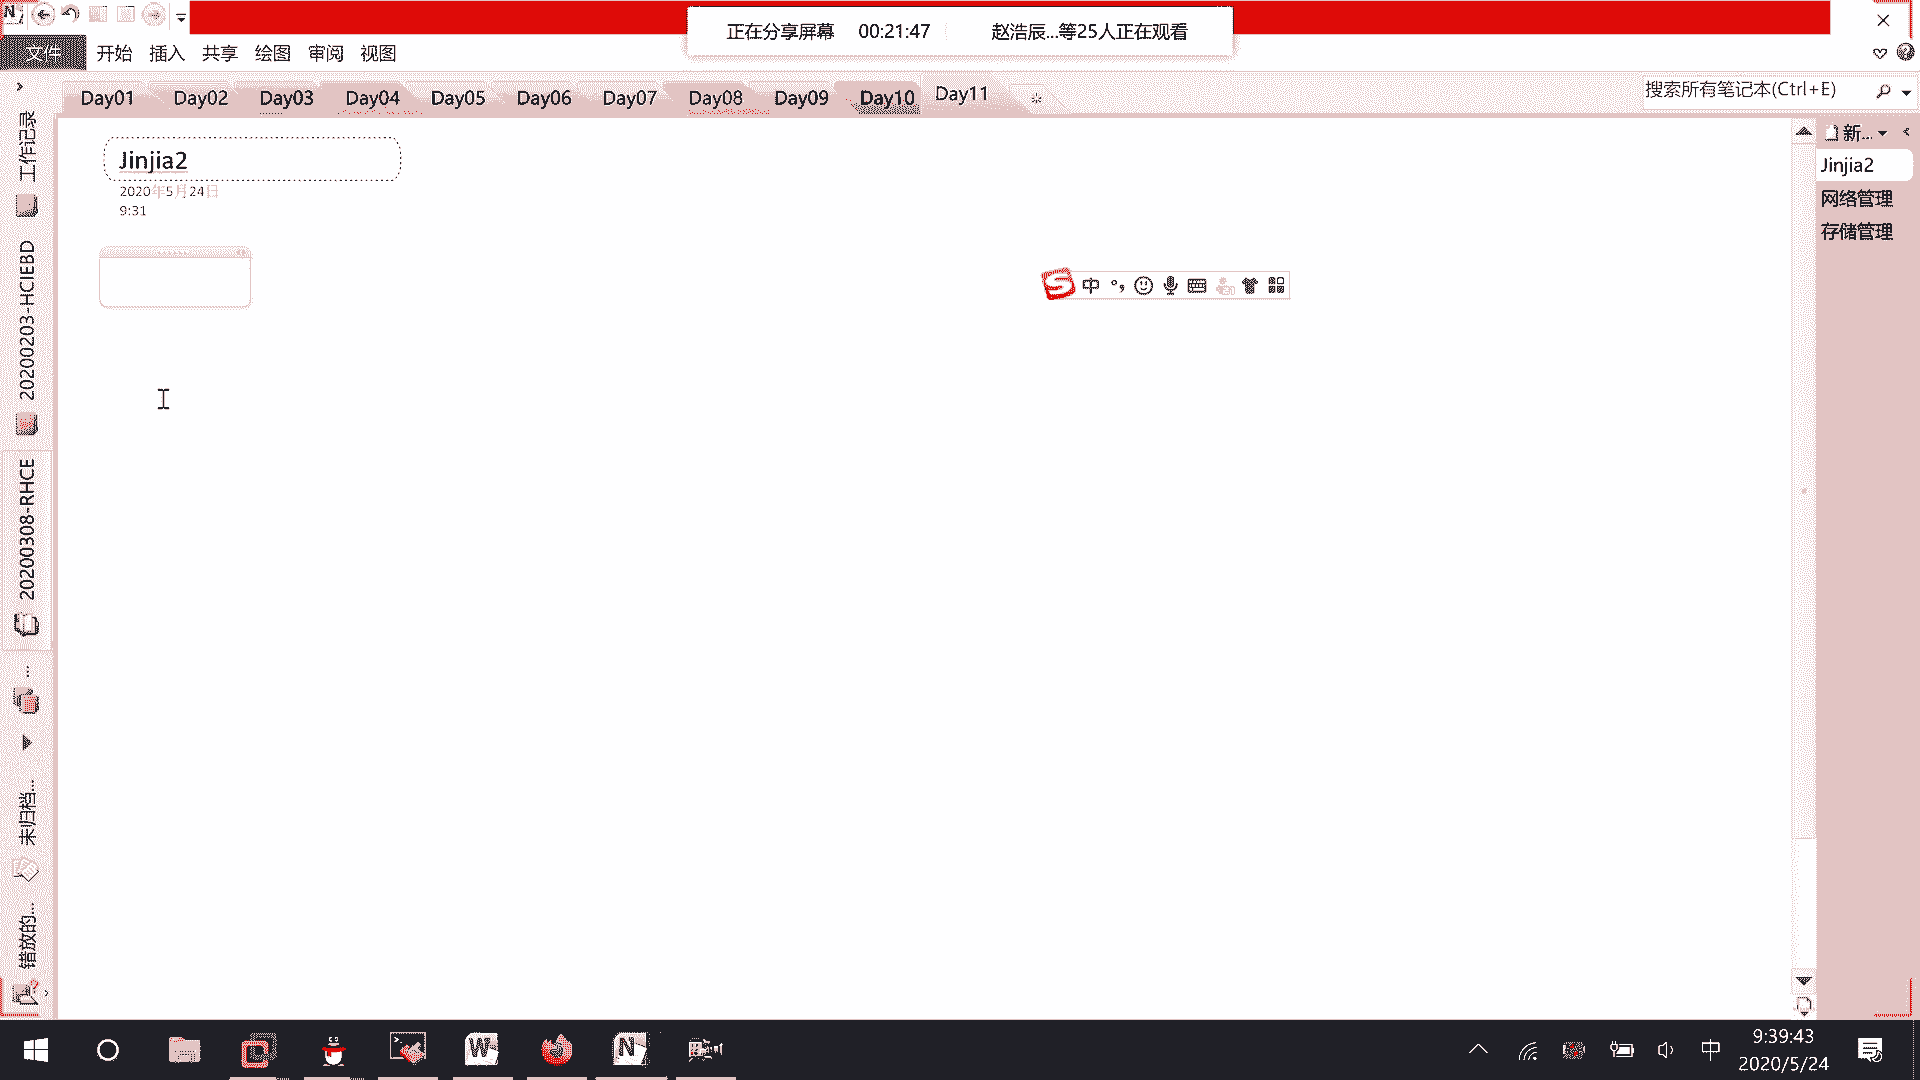 正在分享屏幕 00:21:47 赵浩辰...等25人正在观看
文件 开始 插入 共享 绘图 审阅 视图
Day01 Day02 Day03 Day04 Day05 Day06 Day07 Day08 Day09 Day10 Day11
搜索所有笔记本(Ctrl+E)
工作记录
20200203-HCIEBD
20200308-RHCE
...
未归档...
错放的...
Jinjia2
2020年5月24日
9:31
中
新...
Jinjia2
网络管理
存储管理
中
9:39:43
2020/5/24